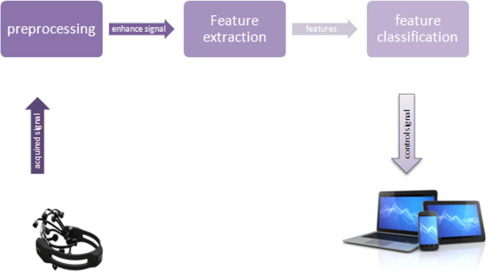 preprocessing
enhance signal
Feature
extraction
features
feature
classification
acquired signal
control signal